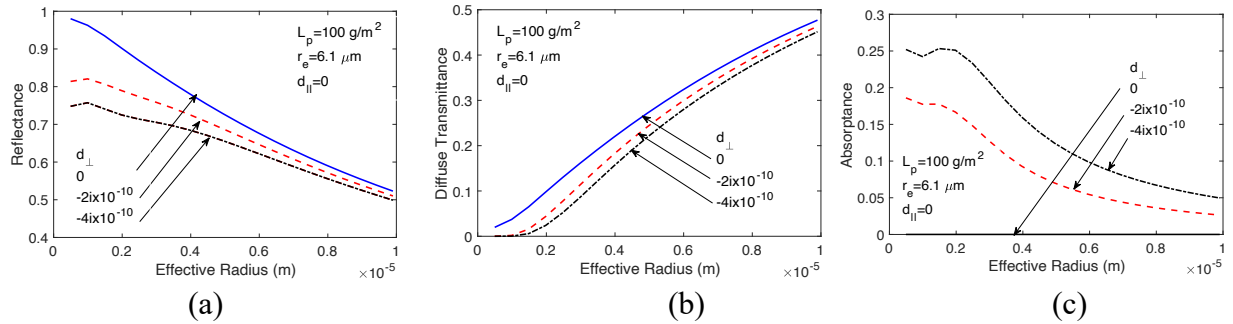 1
0.9
0.8
0.7
0.6
0.5
0.4
Reflectance
L_p=100 g/m²
r_e=6.1 μm
d_||=0
d_⊥
0
-2ix10⁻¹⁰
-4ix10⁻¹⁰
0 0.2 0.4 0.6 0.8 1
Effective Radius (m) ×10⁻⁵
(a)
0.5
0.4
0.3
0.2
0.1
0
Diffuse Transmittance
L_p=100 g/m²
r_e=6.1 μm
d_||=0
d_⊥
0
-2ix10⁻¹⁰
-4ix10⁻¹⁰
0 0.2 0.4 0.6 0.8 1
Effective Radius (m) ×10⁻⁵
(b)
0.25
0.20
0.15
0.1
0.05
0
Absorptance
d_⊥
0
-2ix10⁻¹⁰
-4ix10⁻¹⁰
L_p=100 g/m²
r_e=6.1 μm
d_||=0
0 0.2 0.4 0.6 0.8 1
Effective Radius (m) ×10⁻⁵
(c)